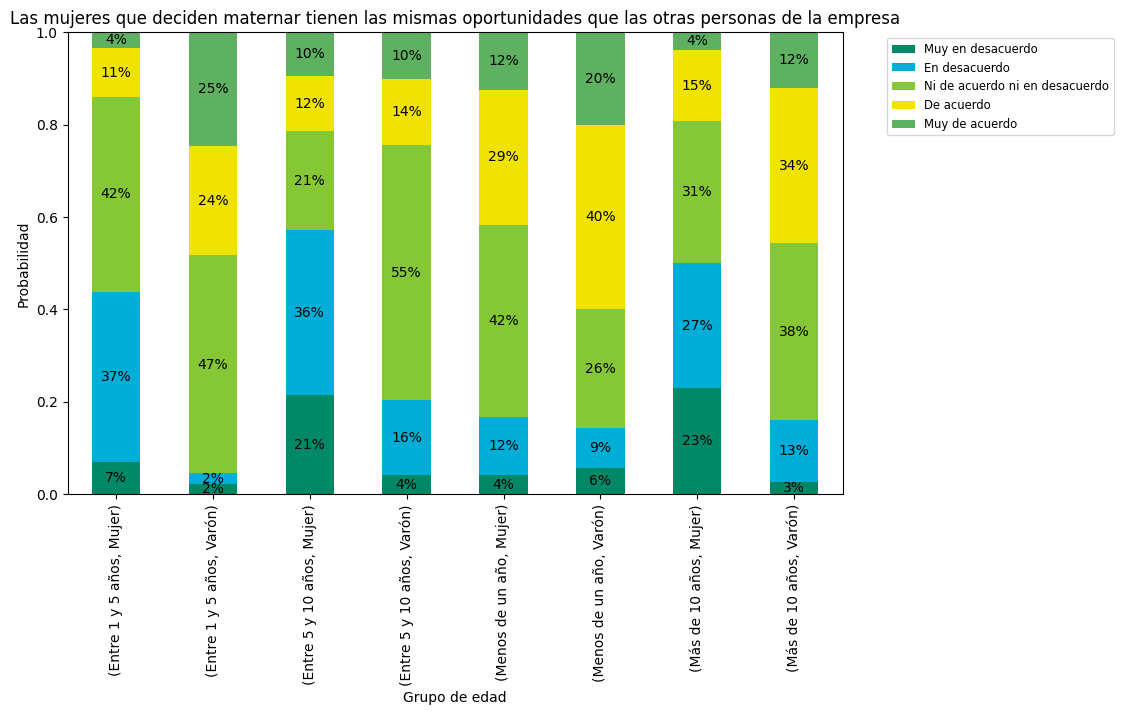 Las mujeres que deciden maternar tienen las mismas oportunidades que las otras personas de la empresa
Muy en desacuerdo
En desacuerdo
Ni de acuerdo ni en desacuerdo
De acuerdo
Muy de acuerdo
Probabilidad
1.0
0.8
0.6
0.4
0.2
0.0
4%
11%
42%
37%
7%
25%
24%
47%
2%
2%
10%
12%
21%
36%
21%
10%
14%
55%
16%
4%
12%
29%
42%
12%
4%
20%
40%
26%
9%
6%
4%
15%
31%
27%
23%
12%
34%
38%
13%
3%
(Entre 1 y 5 años, Mujer)
(Entre 1 y 5 años, Varón)
(Entre 5 y 10 años, Mujer)
(Entre 5 y 10 años, Varón)
(Menos de un año, Mujer)
(Menos de un año, Varón)
(Más de 10 años, Mujer)
(Más de 10 años, Varón)
Grupo de edad